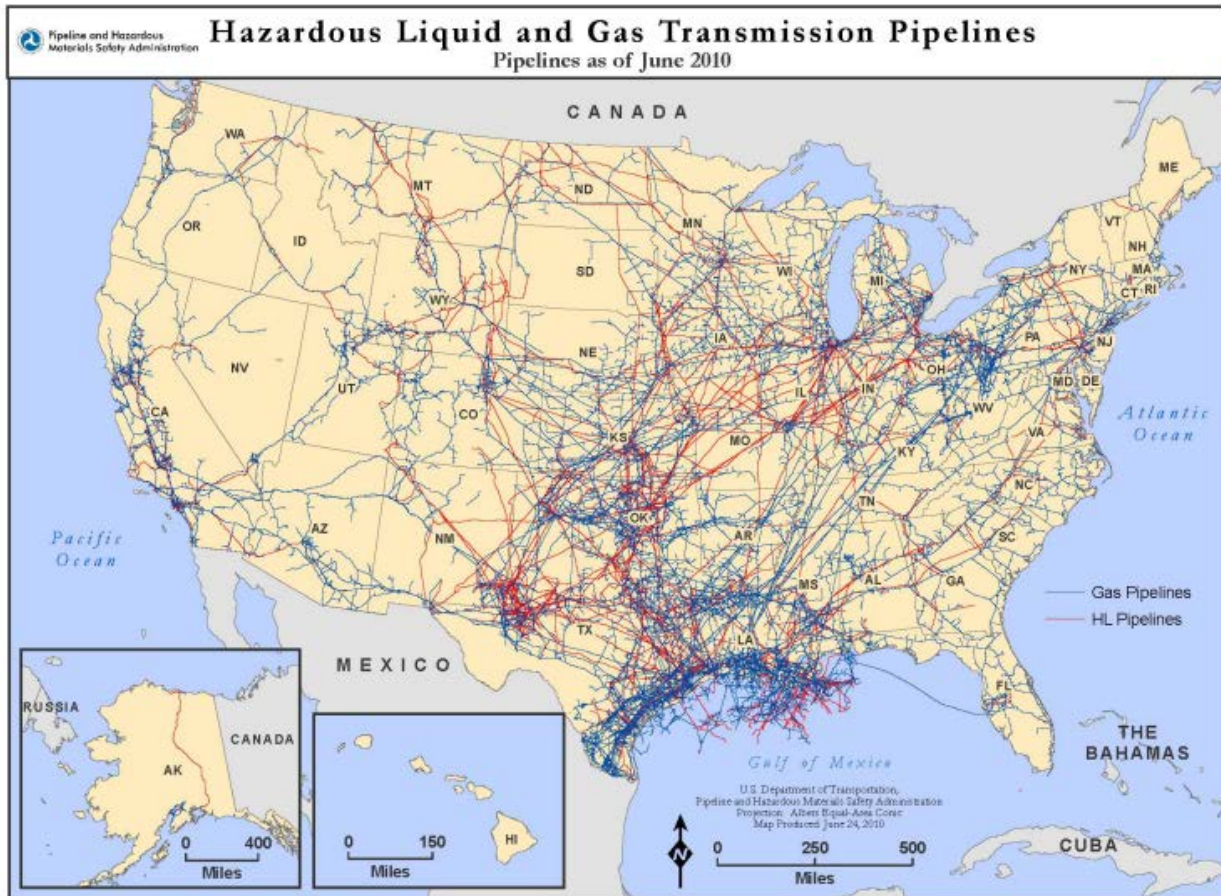 Pipeline and Hazardous
Materials Safety Administration
Hazardous Liquid and Gas Transmission Pipelines
Pipelines as of June 2010
CANADA
WA
MT
ND
ME
OR
ID
MN
VT
NH
SD
WI
MI
NY
MA
CT
RI
WY
IA
PA
NE
OH
NJ
NV
UT
IL
IN
MD
DE
CA
CO
WV
KS
MO
VA
Atlantic
Ocean
KY
NC
TN
OK
AZ
NM
AR
SC
Pacific
Ocean
MS
AL
GA
Gas Pipelines
HL Pipelines
TX
LA
MEXICO
FL
RUSSIA
CANADA
AK
0
400
Miles
0
150
Miles
HI
THE
BAHAMAS
Gulf of Mexico
U.S. Department of Transportation,
Pipeline and Hazardous Materials Safety Administration
Projection: Albers Equal-Area Conic
Map Produced June 24, 2010
N
0
250
500
Miles
CUBA